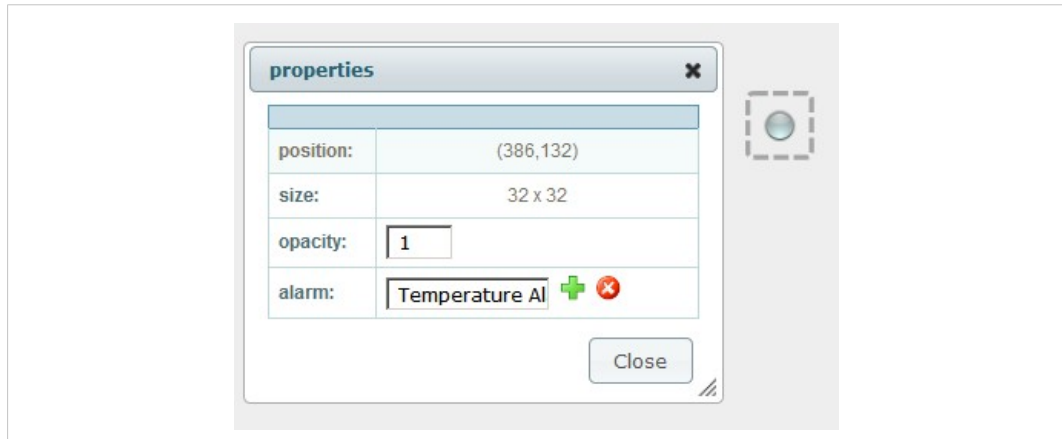 properties
position: (386,132)
size: 32 x 32
opacity: 1
alarm: Temperature Al
Close